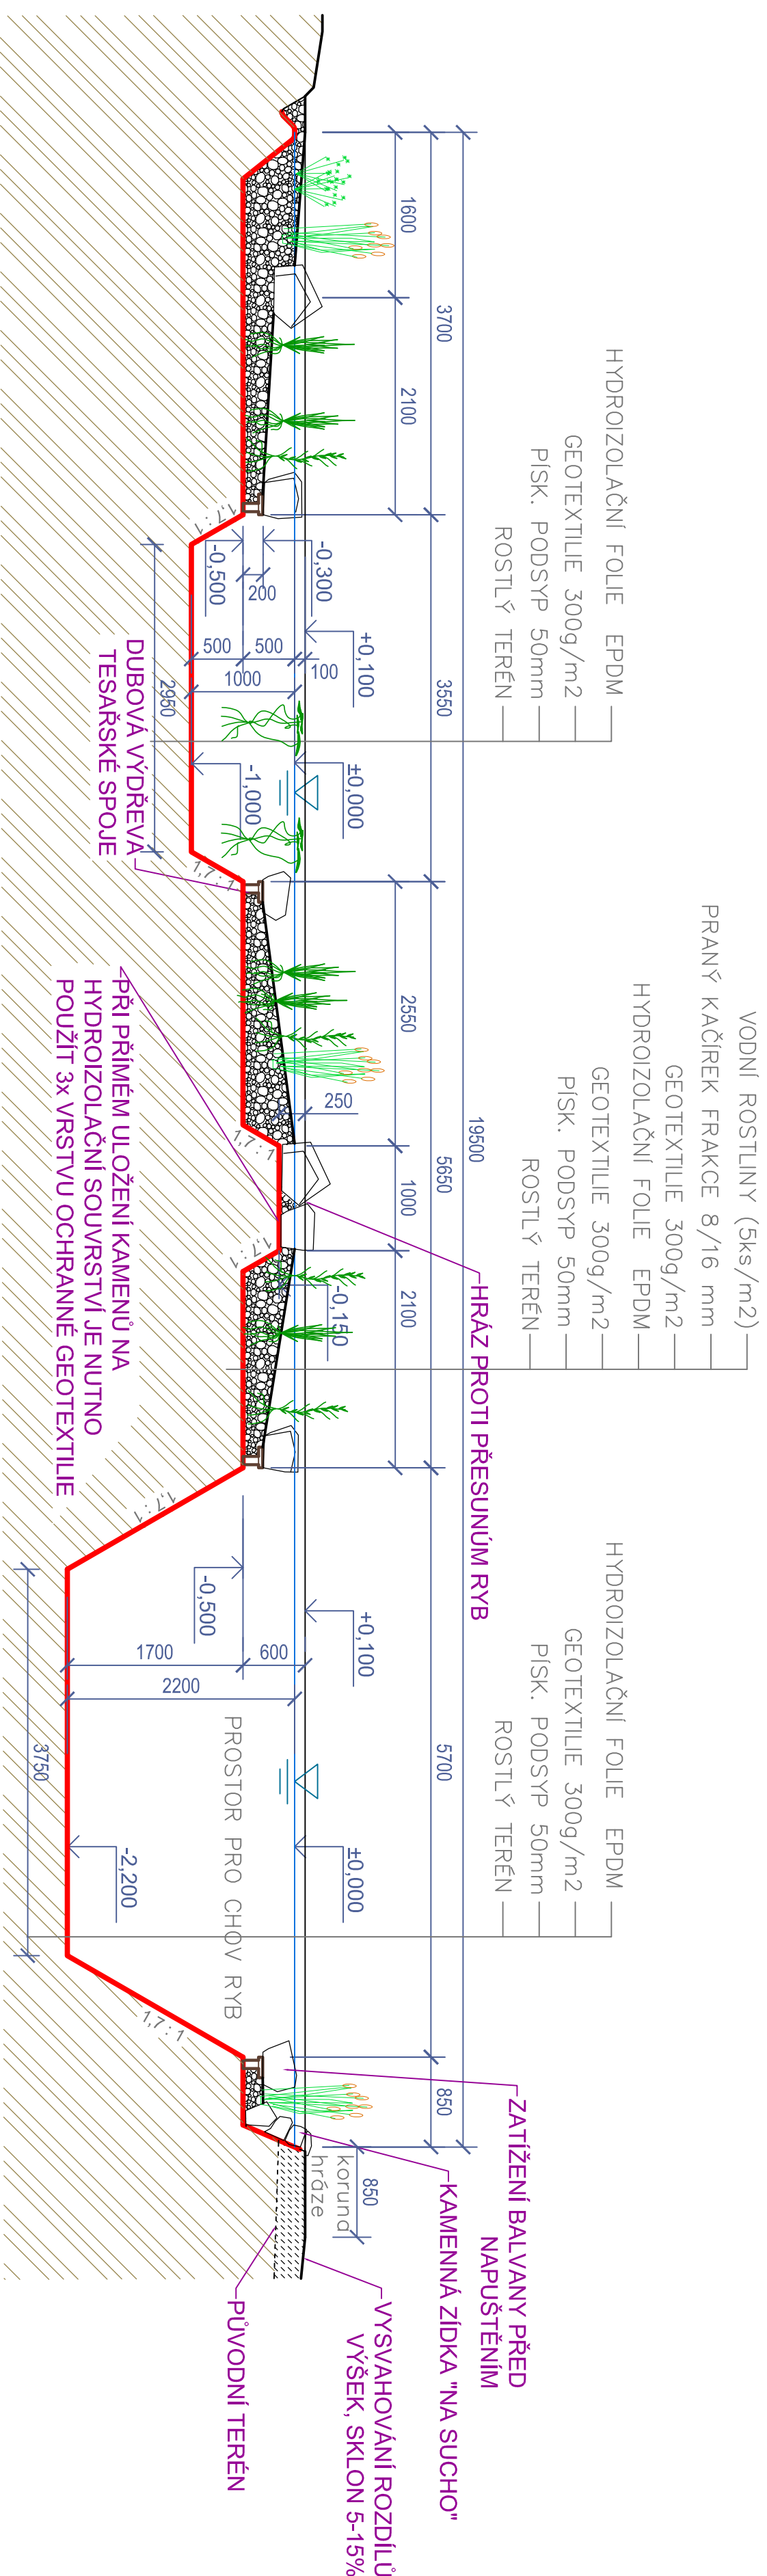 VODNÍ ROSTLINY (5ks/m2)
PRANÝ KAČÍREK FRAKCE 8/16 mm
GEOTEXTILIE 300g/m2
HYDROIZOLAČNÍ FOLIE EPDM
GEOTEXTILIE 300g/m2
PÍSK. PODSYP 50mm
ROSTLÝ TERÉN
HYDROIZOLAČNÍ FOLIE EPDM
GEOTEXTILIE 300g/m2
PÍSK. PODSYP 50mm
ROSTLÝ TERÉN
HYDROIZOLAČNÍ FOLIE EPDM
GEOTEXTILIE 300g/m2
PÍSK. PODSYP 50mm
ROSTLÝ TERÉN
19500
3700
3550
5650
5700
850
1600
2100
2550
1000
2100
850
koruna
hráze
HRÁZ PROTI PŘESUNŮM RYB
ZATÍŽENÍ BALVANY PŘED
NAPUŠTĚNÍM
KAMENNÁ ZÍDKA "NA SUCHO"
VYSVAHOVÁNÍ ROZDÍLŮ
VÝŠEK, SKLON 5-15%
PŮVODNÍ TERÉN
-0,300
+0,100
±0,000
250
-0,150
+0,100
±0,000
200
100
-0,500
500
500
1000
-1,000
-0,500
600
1700
2200
-2,200
PROSTOR PRO CHOV RYB
1,7 : 1
1,7 : 1
1,7 : 1
1,7 : 1
1,7 : 1
1,7 : 1
2950
3750
DUBOVÁ VÝDŘEVA
TESAŘSKÉ SPOJE
PŘI PŘÍMÉM ULOŽENÍ KAMENŮ NA
HYDROIZOLAČNÍ SOUVRSTVÍ JE NUTNO
POUŽÍT 3x VRSTVU OCHRANNÉ GEOTEXTILIE